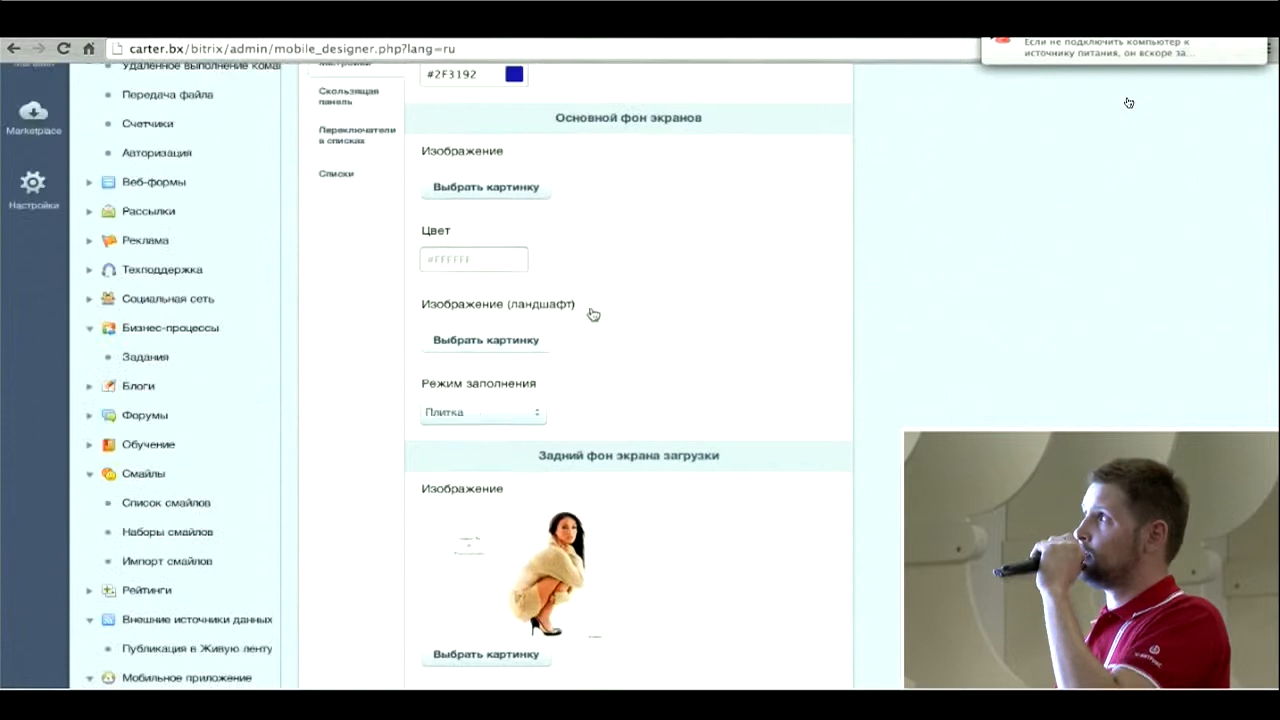 carter.bx/bitrix/admin/mobile_designer.php?lang=ru
Если не подключить компьютер к
источнику питания, он вскоре за...
Marketplace
Настройки
Удаленное выполнение кома
Передача файла
Счетчики
Авторизация
Веб-формы
Рассылки
Реклама
Техподдержка
Социальная сеть
Бизнес-процессы
Задания
Блоги
Форумы
Обучение
Смайлы
Список смайлов
Наборы смайлов
Импорт смайлов
Рейтинги
Внешние источники данных
Публикация в Живую ленту
Мобильное приложение
Скользящая
панель
Переключатели
в списках
Списки
#2F3192
Основной фон экранов
Изображение
Выбрать картинку
Цвет
#FFFFFF
Изображение (ландшафт)
Выбрать картинку
Режим заполнения
Плитка
Задний фон экрана загрузки
Изображение
Выбрать картинку